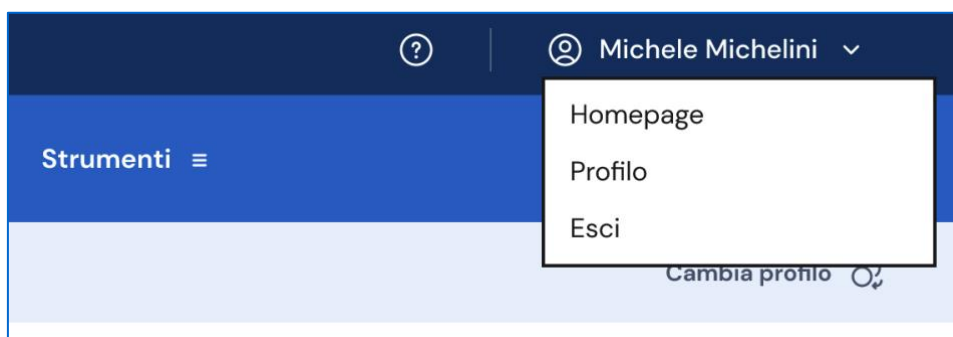 Michele Michelini
Homepage
Strumenti
Profilo
Esci
Cambia profilo